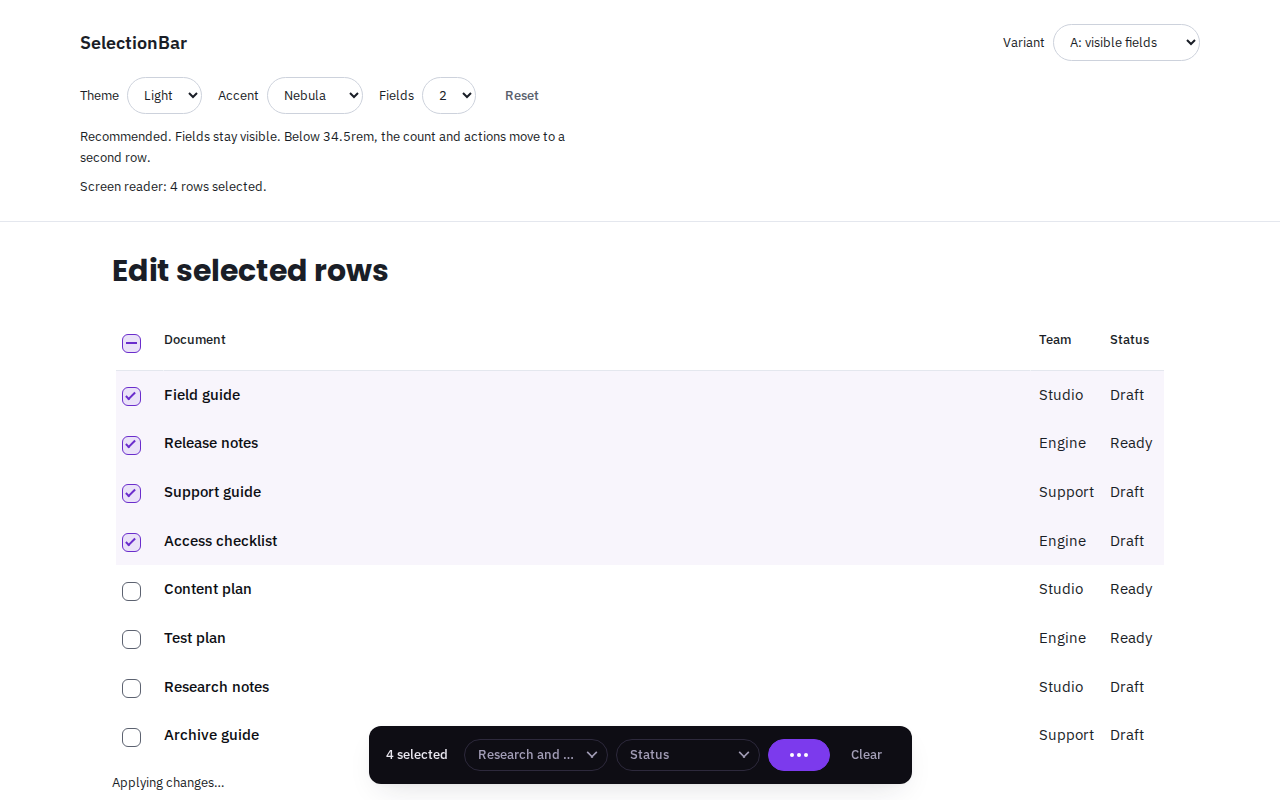 SelectionBar
Variant A: visible fields
Theme Light Accent Nebula Fields 2 Reset
Recommended. Fields stay visible. Below 34.5rem, the count and actions move to a
second row.
Screen reader: 4 rows selected.
Edit selected rows
Document Team Status
Field guide Studio Draft
Release notes Engine Ready
Support guide Support Draft
Access checklist Engine Draft
Content plan Studio Ready
Test plan Engine Ready
Research notes Studio Draft
Archive guide Support Draft
4 selected Research and ... Status Clear
Applying changes...